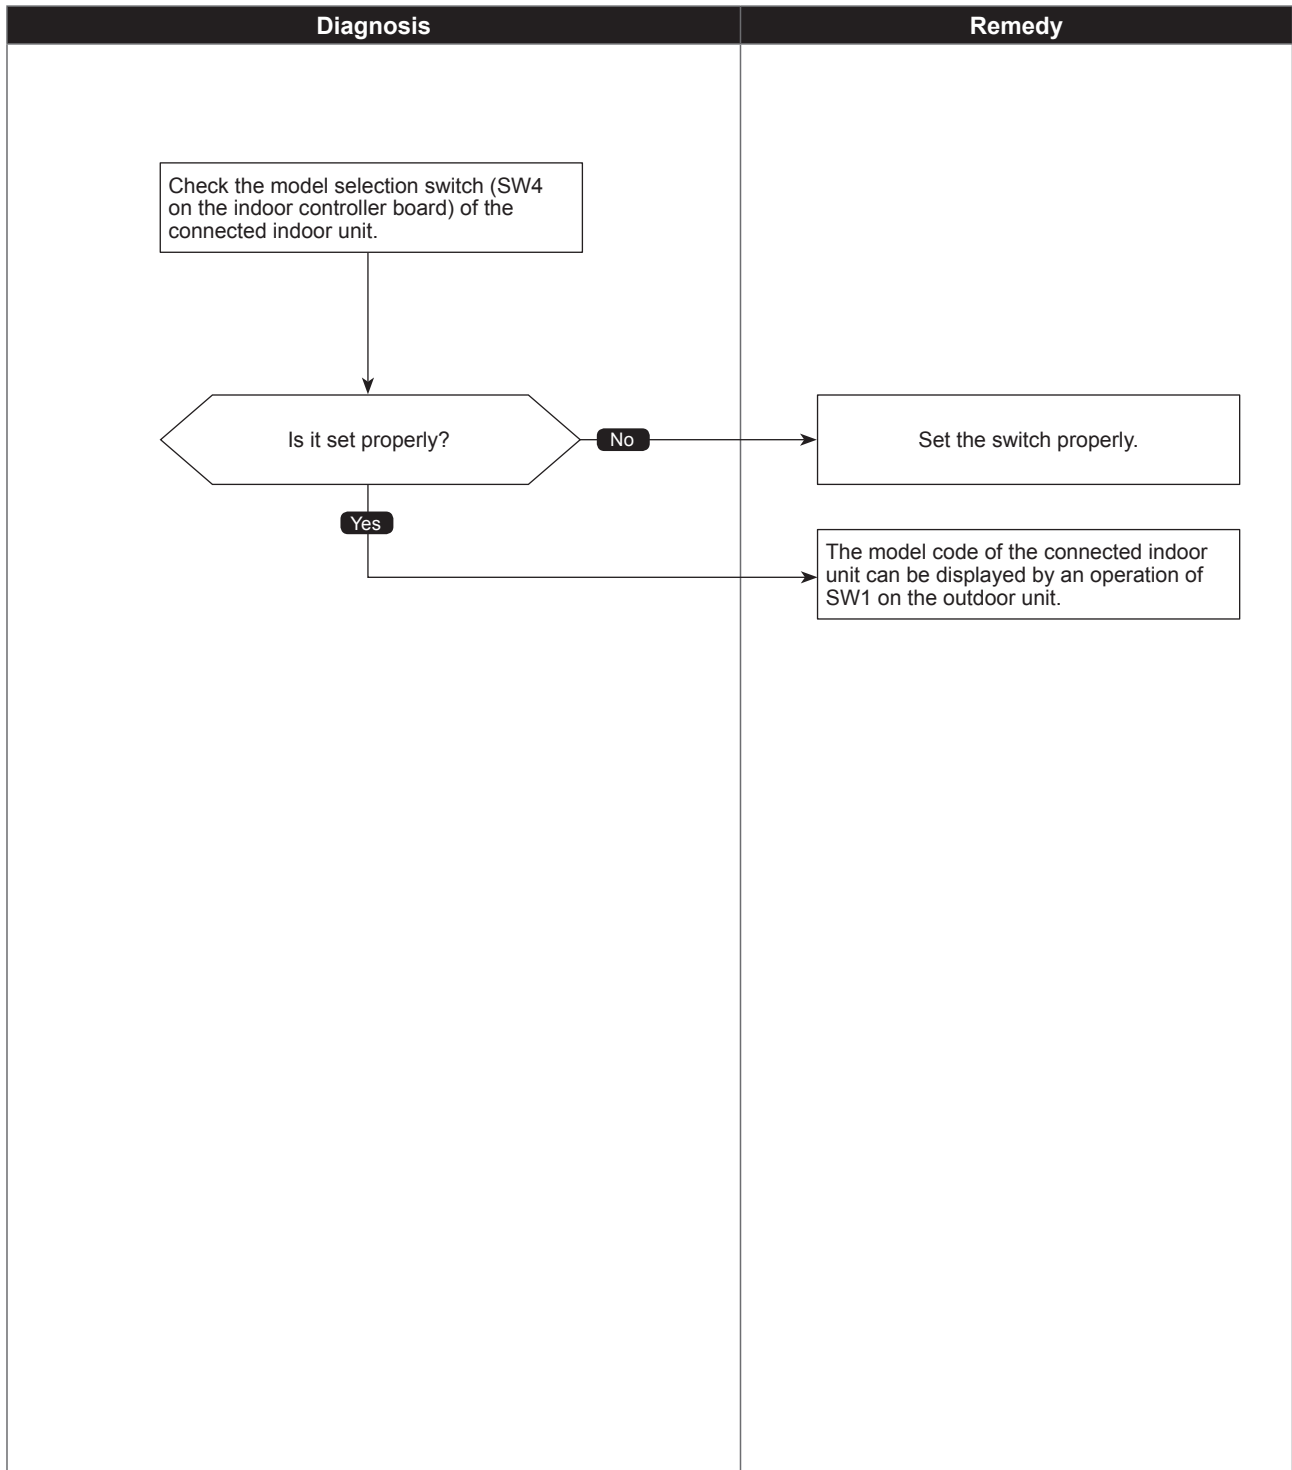 Diagnosis
Remedy
Check the model selection switch (SW4
on the indoor controller board) of the
connected indoor unit.
Is it set properly?
No
Set the switch properly.
Yes
The model code of the connected indoor
unit can be displayed by an operation of
SW1 on the outdoor unit.